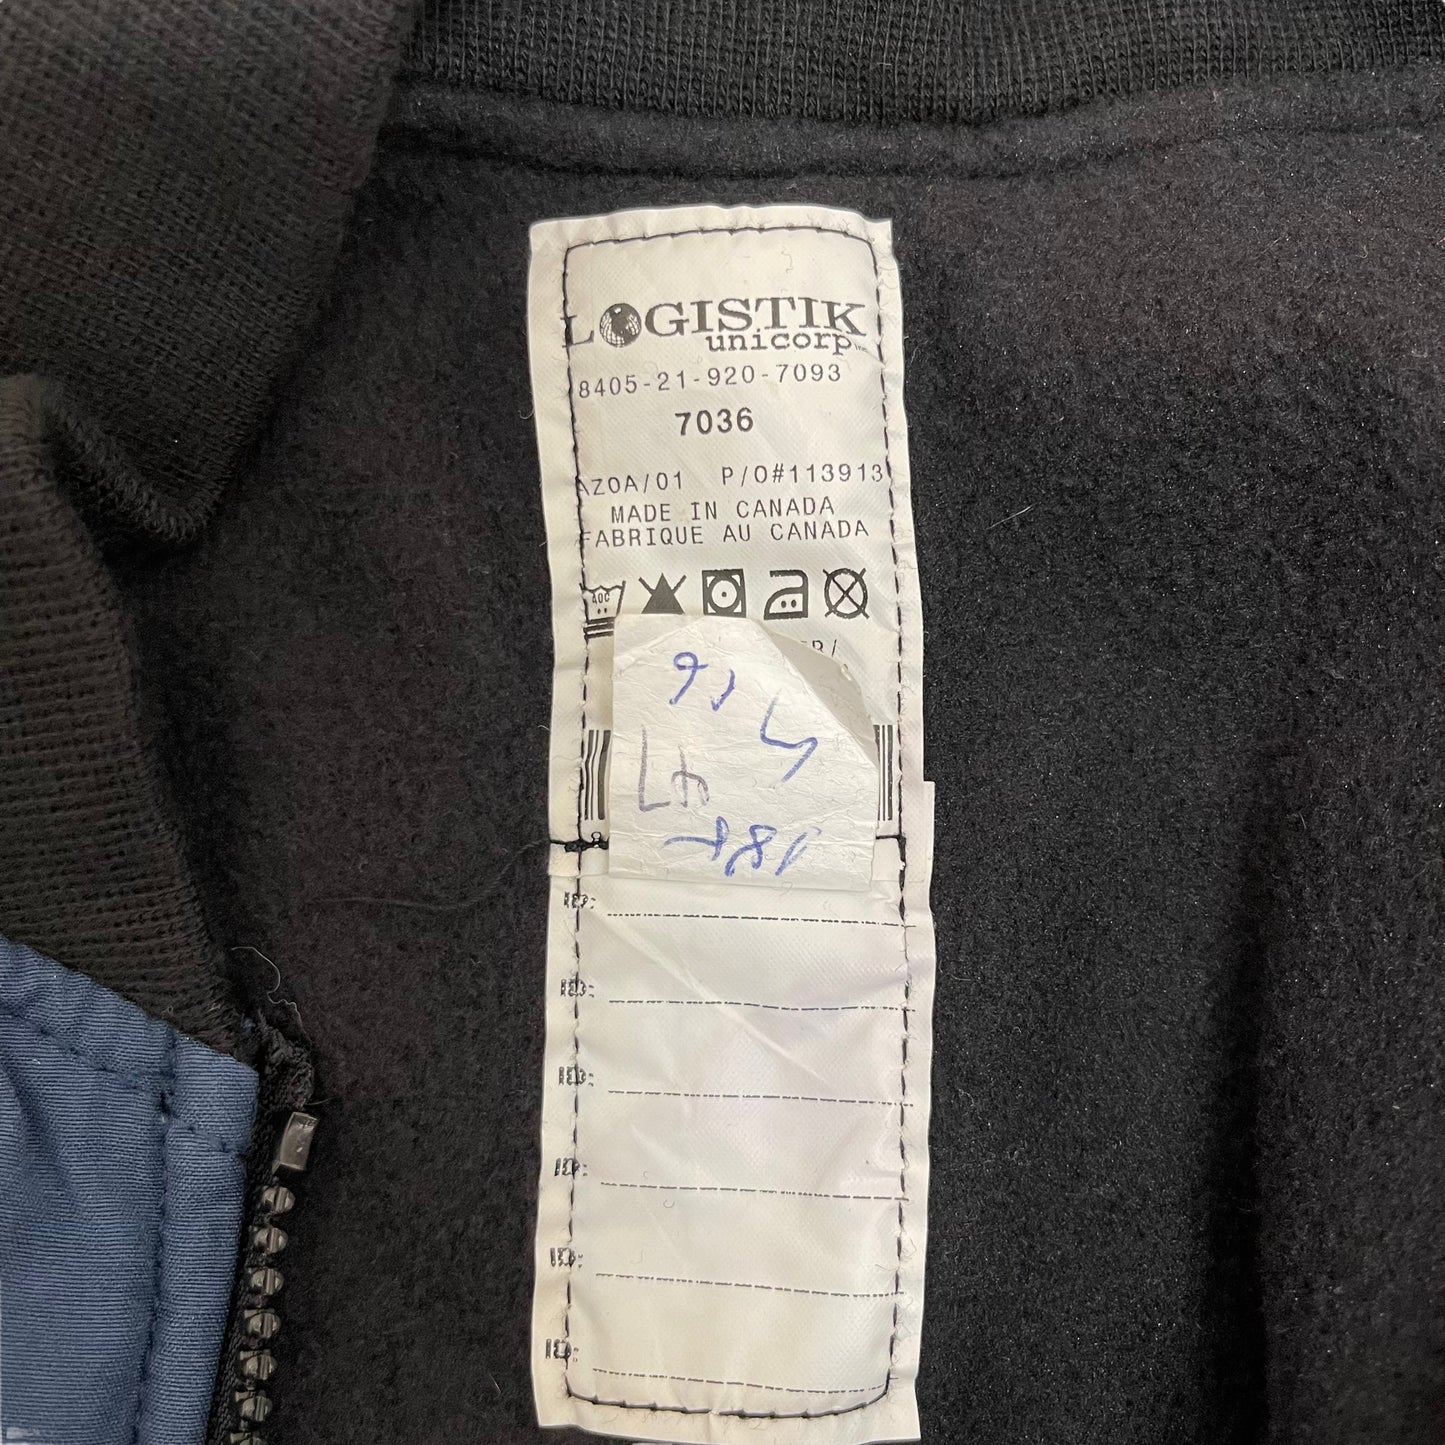 LOGISTIK
unicorp
8405-21-920-7093
7036
AZOA/01 P/O#113913
MADE IN CANADA
FABRIQUE AU CANADA
40C
ID:
ID:
ID:
ID:
ID:
ID: